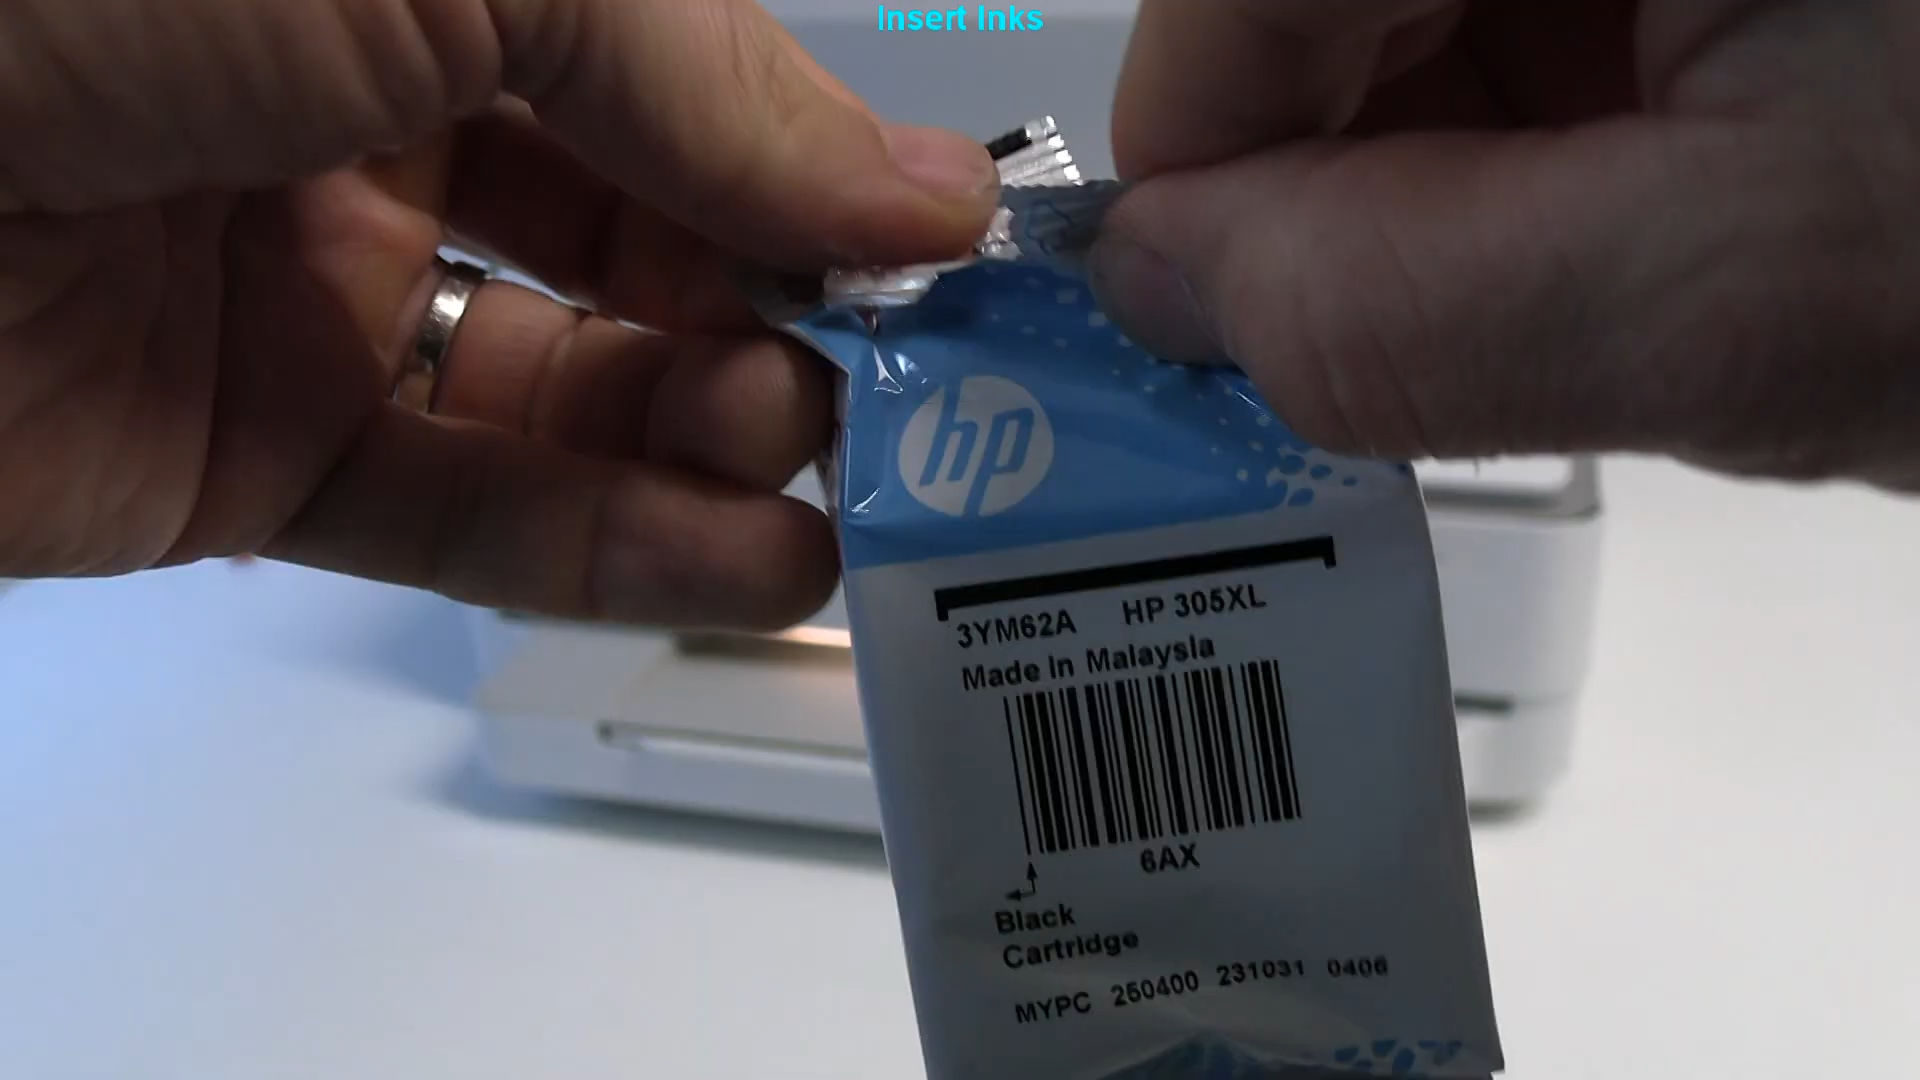 Insert Inks
hp
3YM62A HP 305XL
Made In Malaysia
6AX
Black
Cartridge
MYPC 250400 231031 0406